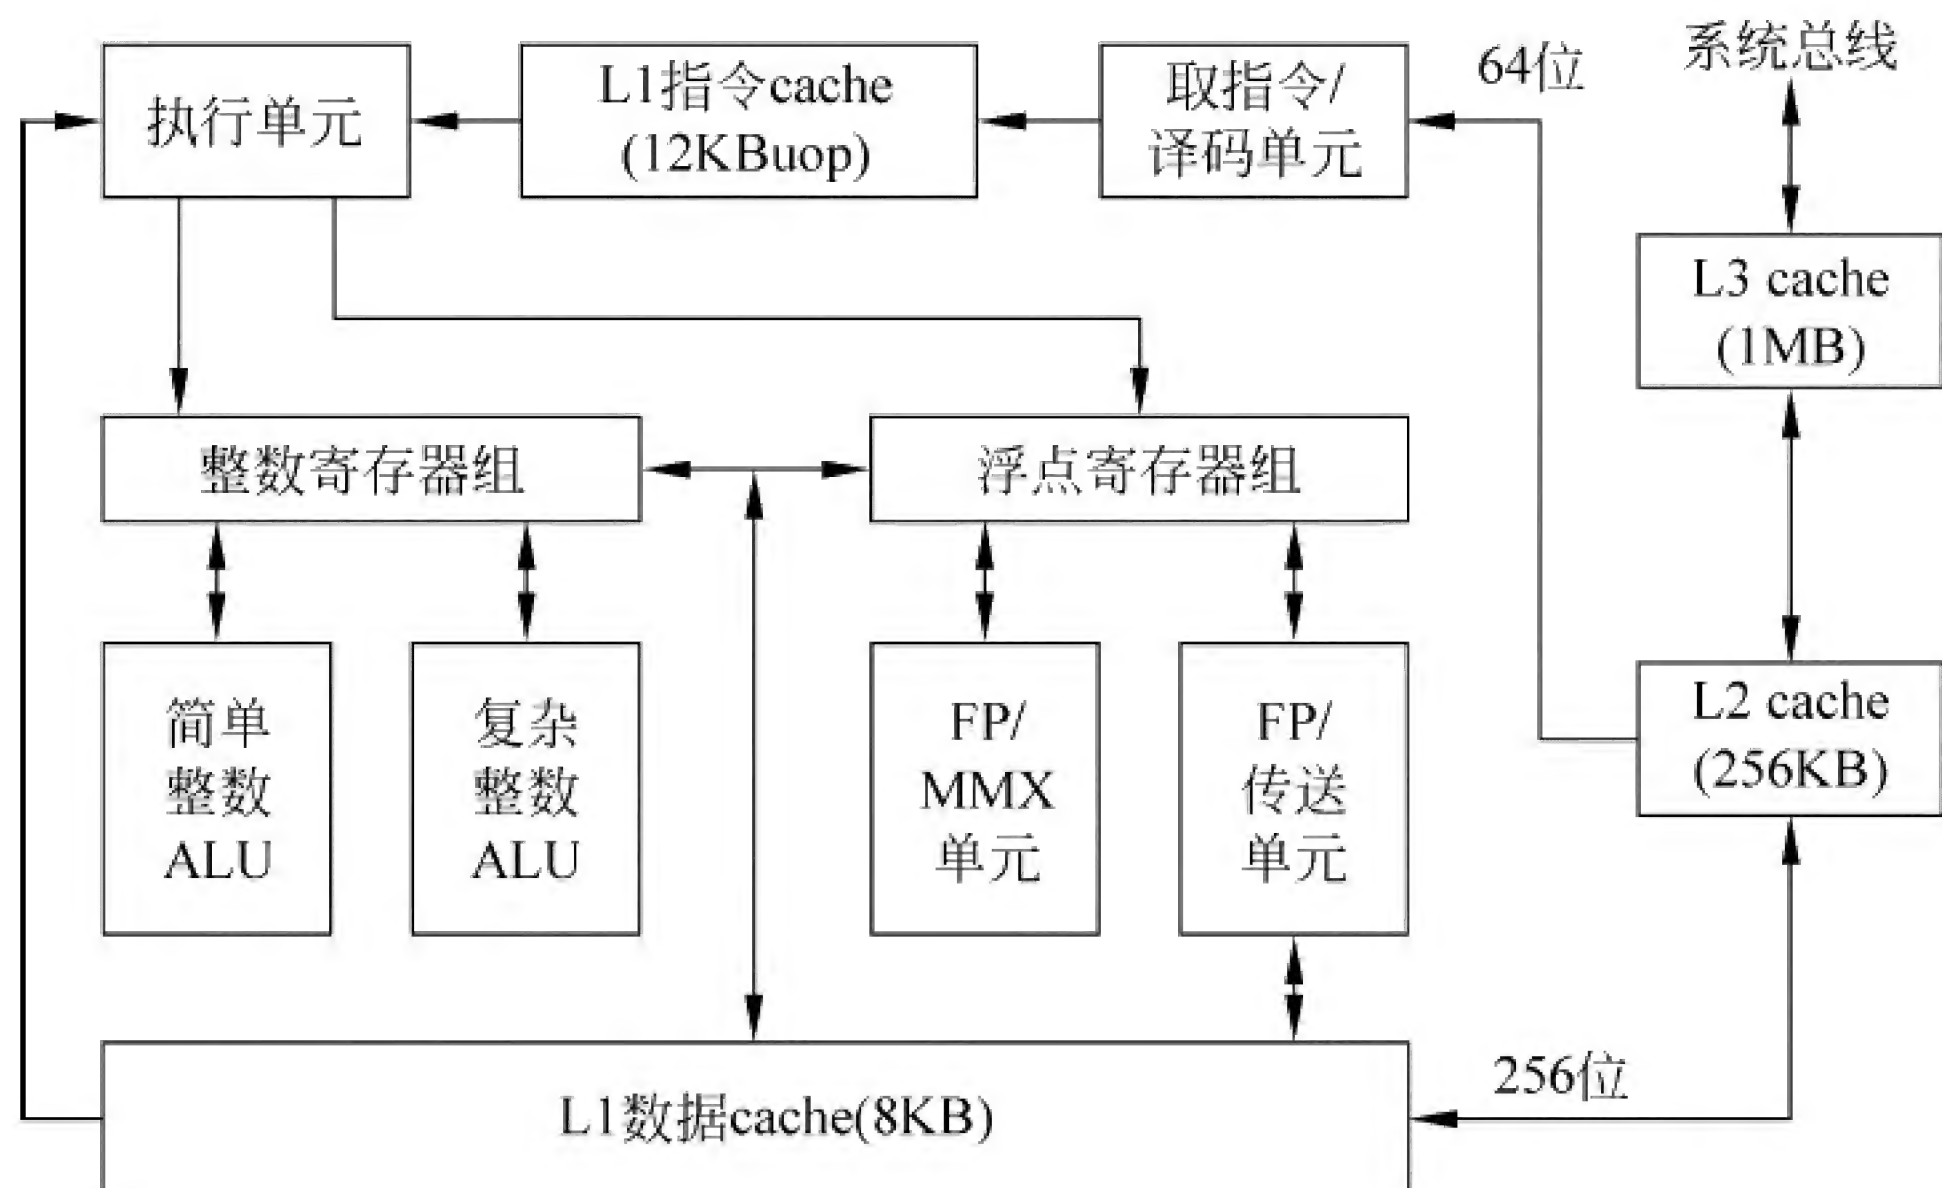 系统总线
64位
执行单元
L1指令cache
(12KBuop)
取指令/
译码单元
L3 cache
(1MB)
整数寄存器组
浮点寄存器组
L2 cache
(256KB)
简单
整数
ALU
复杂
整数
ALU
FP/
MMX
单元
FP/
传送
单元
256位
L1数据cache(8KB)